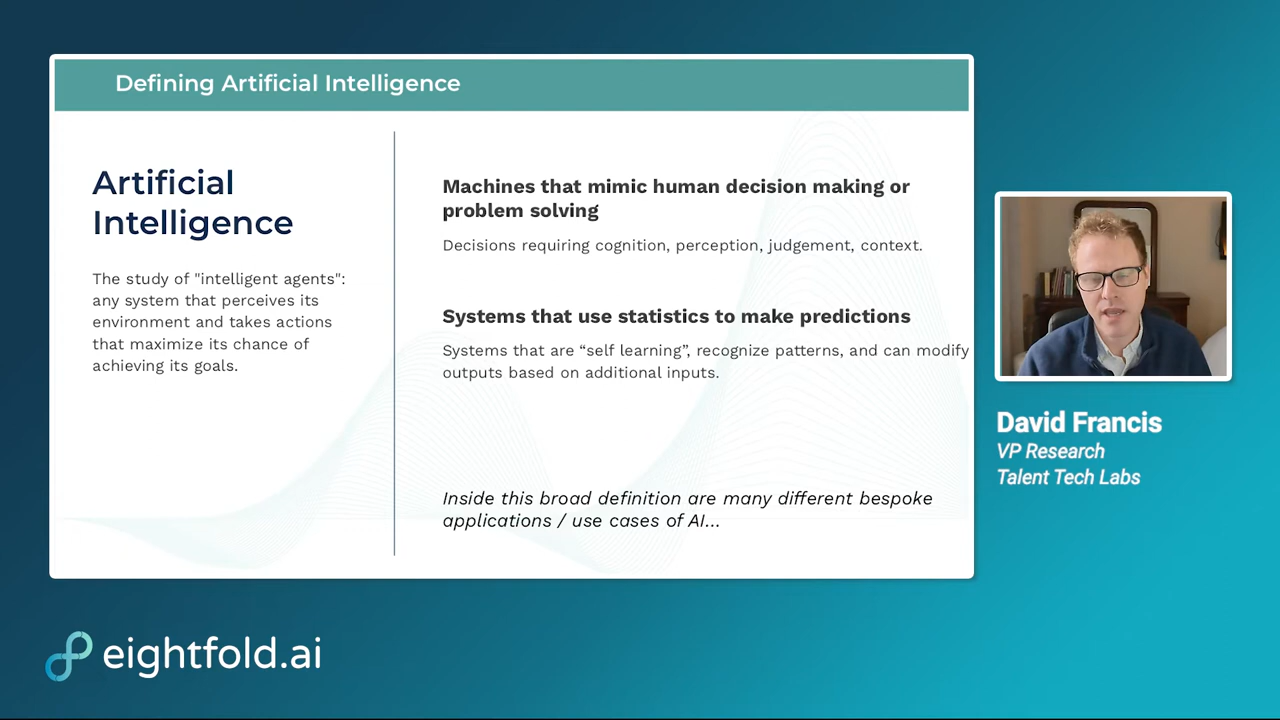 Defining Artificial Intelligence
Artificial
Intelligence
The study of "intelligent agents":
any system that perceives its
environment and takes actions
that maximize its chance of
achieving its goals.
Machines that mimic human decision making or
problem solving
Decisions requiring cognition, perception, judgement, context.
Systems that use statistics to make predictions
Systems that are “self learning”, recognize patterns, and can modify
outputs based on additional inputs.
Inside this broad definition are many different bespoke
applications / use cases of AI...
David Francis
VP Research
Talent Tech Labs
eightfold.ai